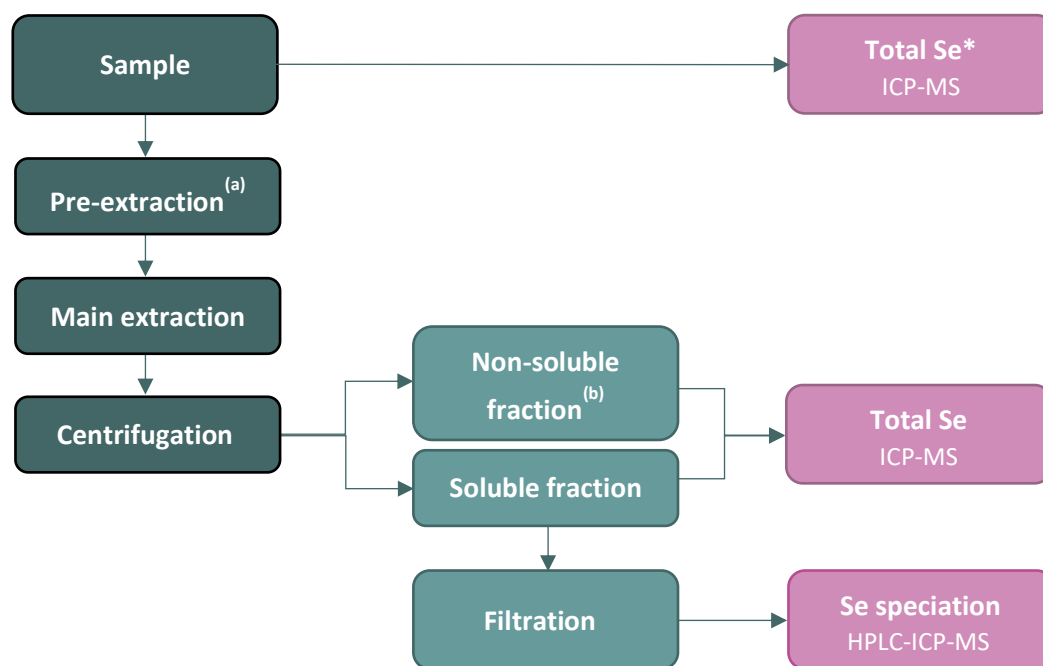 Sample
Total Se*
ICP-MS
Pre-extraction(a)
Main extraction
Non-soluble
fraction(b)
Centrifugation
Total Se
ICP-MS
Soluble fraction
Filtration
Se speciation
HPLC-ICP-MS